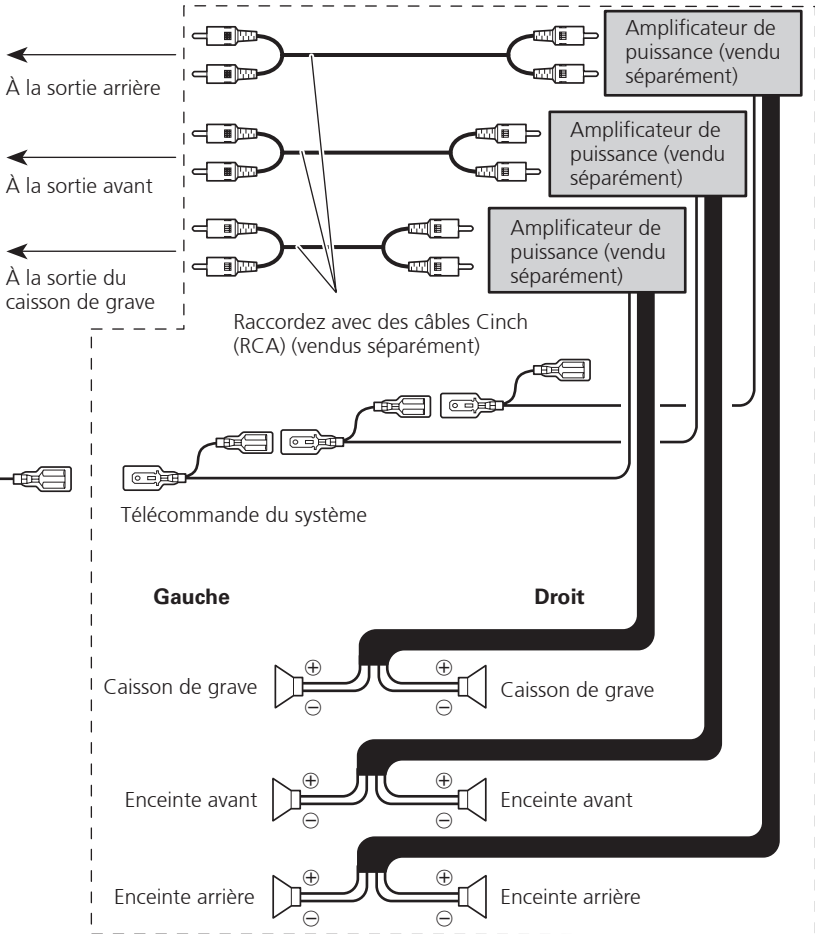 Amplificateur de
puissance (vendu
séparément)
À la sortie arrière
Amplificateur de
puissance (vendu
séparément)
À la sortie avant
Amplificateur de
puissance (vendu
séparément)
À la sortie du
caisson de grave
Raccordez avec des câbles Cinch
(RCA) (vendus séparément)
Télécommande du système
Gauche
Droit
⊕ ⊕
Caisson de grave
Caisson de grave
⊖ ⊖
⊕ ⊕
Enceinte avant
Enceinte avant
⊖ ⊖
⊕ ⊕
Enceinte arrière
Enceinte arrière
⊖ ⊖